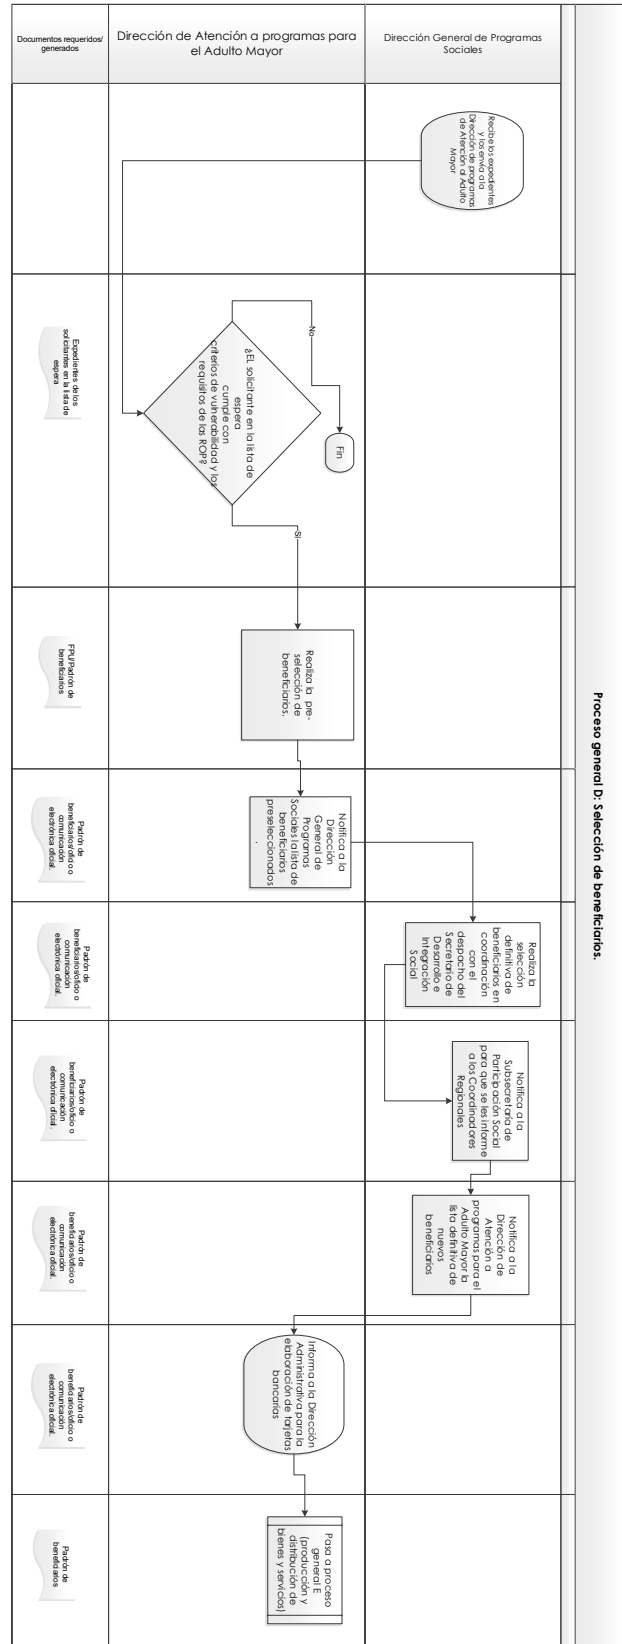 Proceso general D: Selección de beneficiarios.
Documentos requeridos/
generados
Dirección de Atención a programas para
el Adulto Mayor
Dirección General de Programas
Sociales
Recibe los expedientes
y los envía a la
Dirección de programas
de Atención al Adulto
Mayor
Expedientes de los
solicitantes en la lista de
espera
¿EL solicitante en la lista de
espera
cumple con
criterios de vulnerabilidad y los
requisitos de las ROP?
No
Fin
Si
FPU/Padrón de
beneficiarios
Realiza la pre-
selección de
beneficiarios.
Padrón de
beneficiarios/oficio o
comunicación
electrónica oficial.
Notifica a la
Dirección
General de
Programas
Sociales la lista de
beneficiarios
preseleccionados
.
Padrón de
beneficiarios/oficio o
comunicación
electrónica oficial.
Realiza la
selección
definitiva de
beneficiarios en
coordinación
con el
despacho del
Secretario de
Desarrollo e
Integración
Social
Padrón de
beneficiarios/oficio o
comunicación
electrónica oficial.
Notifica a la
Subsecretaría de
Participación Social
para que se les informe
a los Coordinadores
Regionales
Padrón de
beneficiarios/oficio o
comunicación
electrónica oficial.
Notifica a la
Dirección de
Atención a
programas para el
Adulto Mayor la
lista definitiva de
nuevos
beneficiarios
Padrón de
beneficiarios/oficio o
comunicación
electrónica oficial.
Informa a la Dirección
Administrativa para la
elaboración de tarjetas
bancarias
Padrón de
beneficiarios
Pasa a proceso
general E
(producción y
distribución de
bienes y servicios)